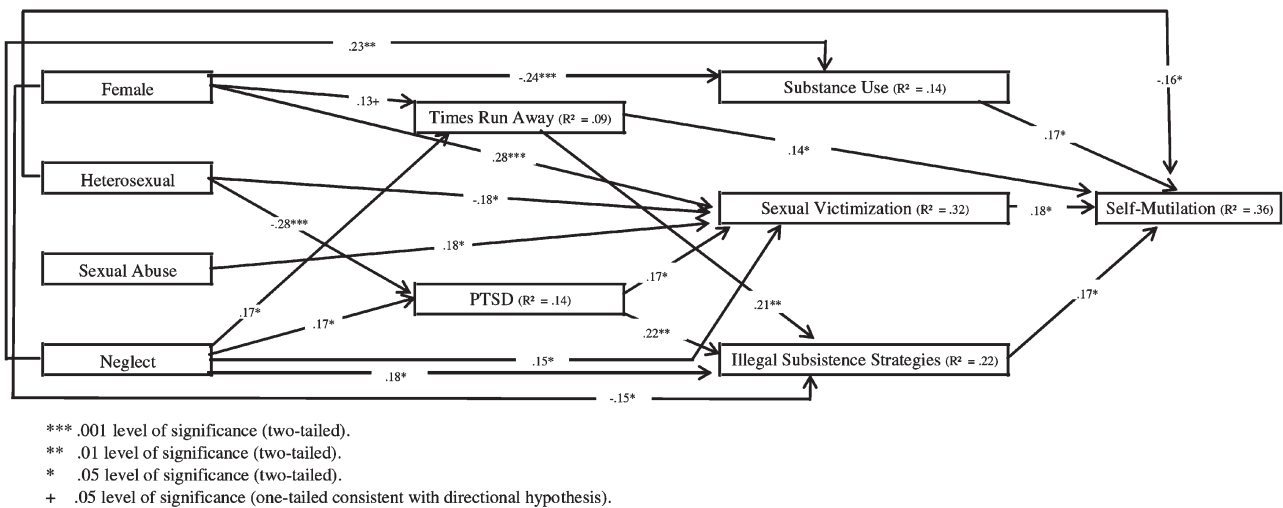 .23**
Female
-.24***
Substance Use (R² = .14)
-.16*
.13+
Times Run Away (R² = .09)
.17*
.14*
.28***
Heterosexual
-.18*
Sexual Victimization (R² = .32)
.18*
Self-Mutilation (R² = .36)
-.28***
.18*
Sexual Abuse
.17*
PTSD (R² = .14)
.17*
.21**
.17*
.17*
.22**
Neglect
.15*
Illegal Subsistence Strategies (R² = .22)
.18*
-.15*
*** .001 level of significance (two-tailed).
** .01 level of significance (two-tailed).
* .05 level of significance (two-tailed).
+ .05 level of significance (one-tailed consistent with directional hypothesis).